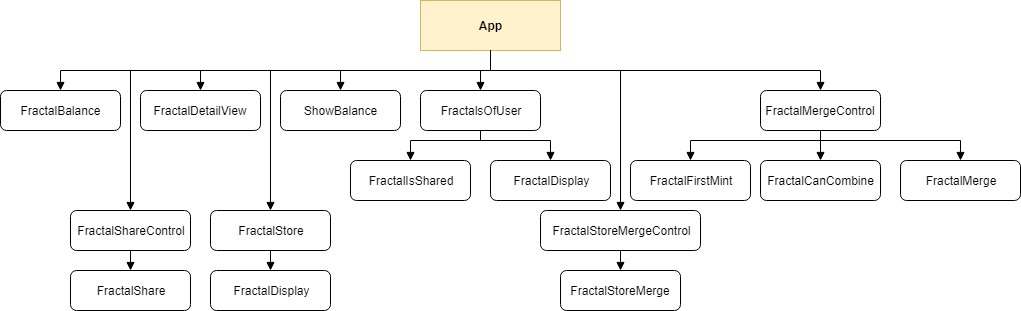 App
FractalBalance
FractalDetailView
ShowBalance
FractalsOfUser
FractalMergeControl
FractalIsShared
FractalDisplay
FractalFirstMint
FractalCanCombine
FractalMerge
FractalShareControl
FractalStore
FractalStoreMergeControl
FractalShare
FractalDisplay
FractalStoreMerge